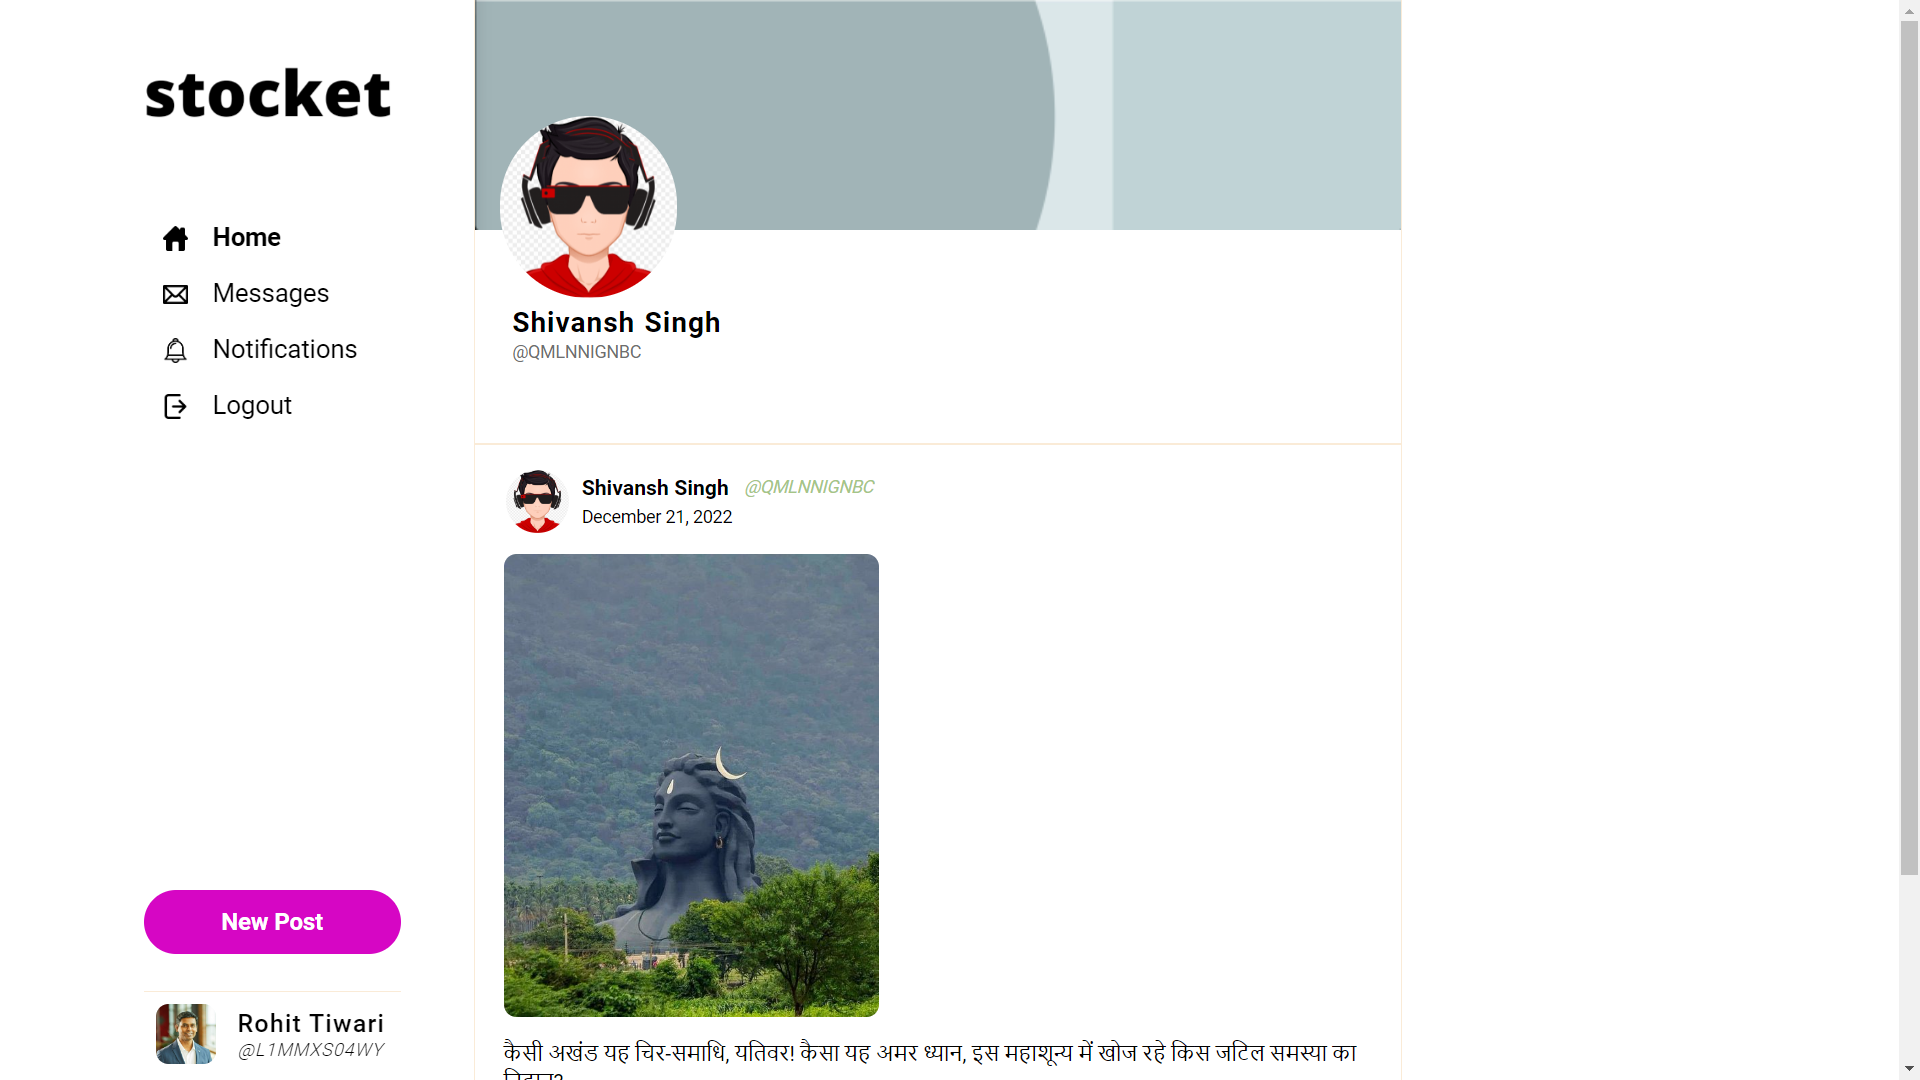 stocket
Home
Messages
Notifications
Logout
New Post
Rohit Tiwari
@L1MMXS04WY
Shivansh Singh
@QMLNNIGNBC
Shivansh Singh @QMLNNIGNBC
December 21, 2022
कैसी अखंड यह चिर-समाधि, यतिवर! कैसा यह अमर ध्यान, इस महाशून्य में खोज रहे किस जटिल समस्या का